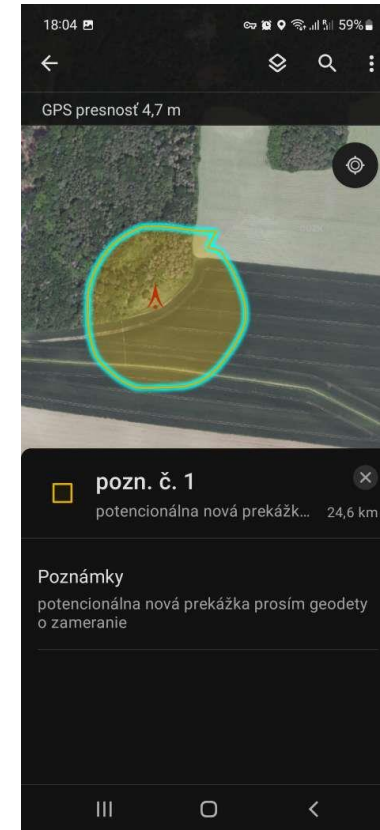 18:04 59%
GPS presnosť 4,7 m
pozn. č. 1
potencionálna nová prekážk... 24,6 km
Poznámky
potencionálna nová prekážka prosím geodety
o zameranie